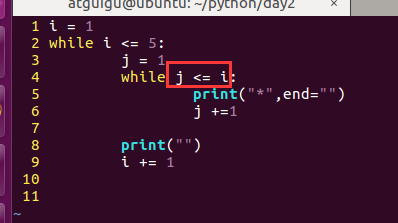 atguigu@ubuntu: ~/python/day2 ×
1 i = 1
2 while i <= 5:
3         j = 1
4         while j <= i:
5                 print("*",end="")
6                 j +=1
7
8         print("")
9         i += 1
10
11
~